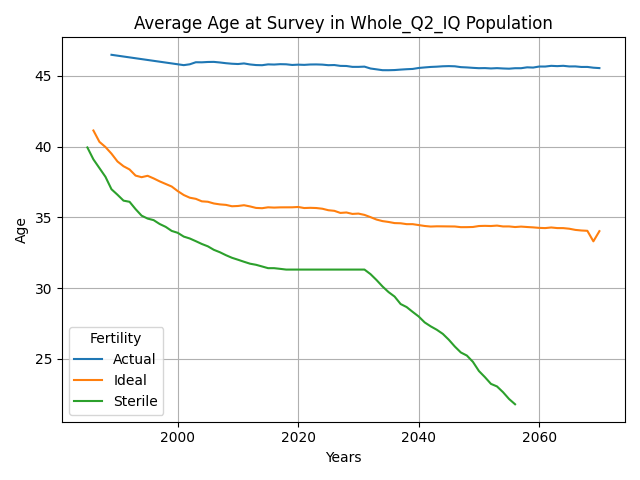 Average Age at Survey in Whole_Q2_IQ Population
Age
45
40
35
30
25
Fertility
Actual
Ideal
Sterile
2000
2020
2040
2060
Years